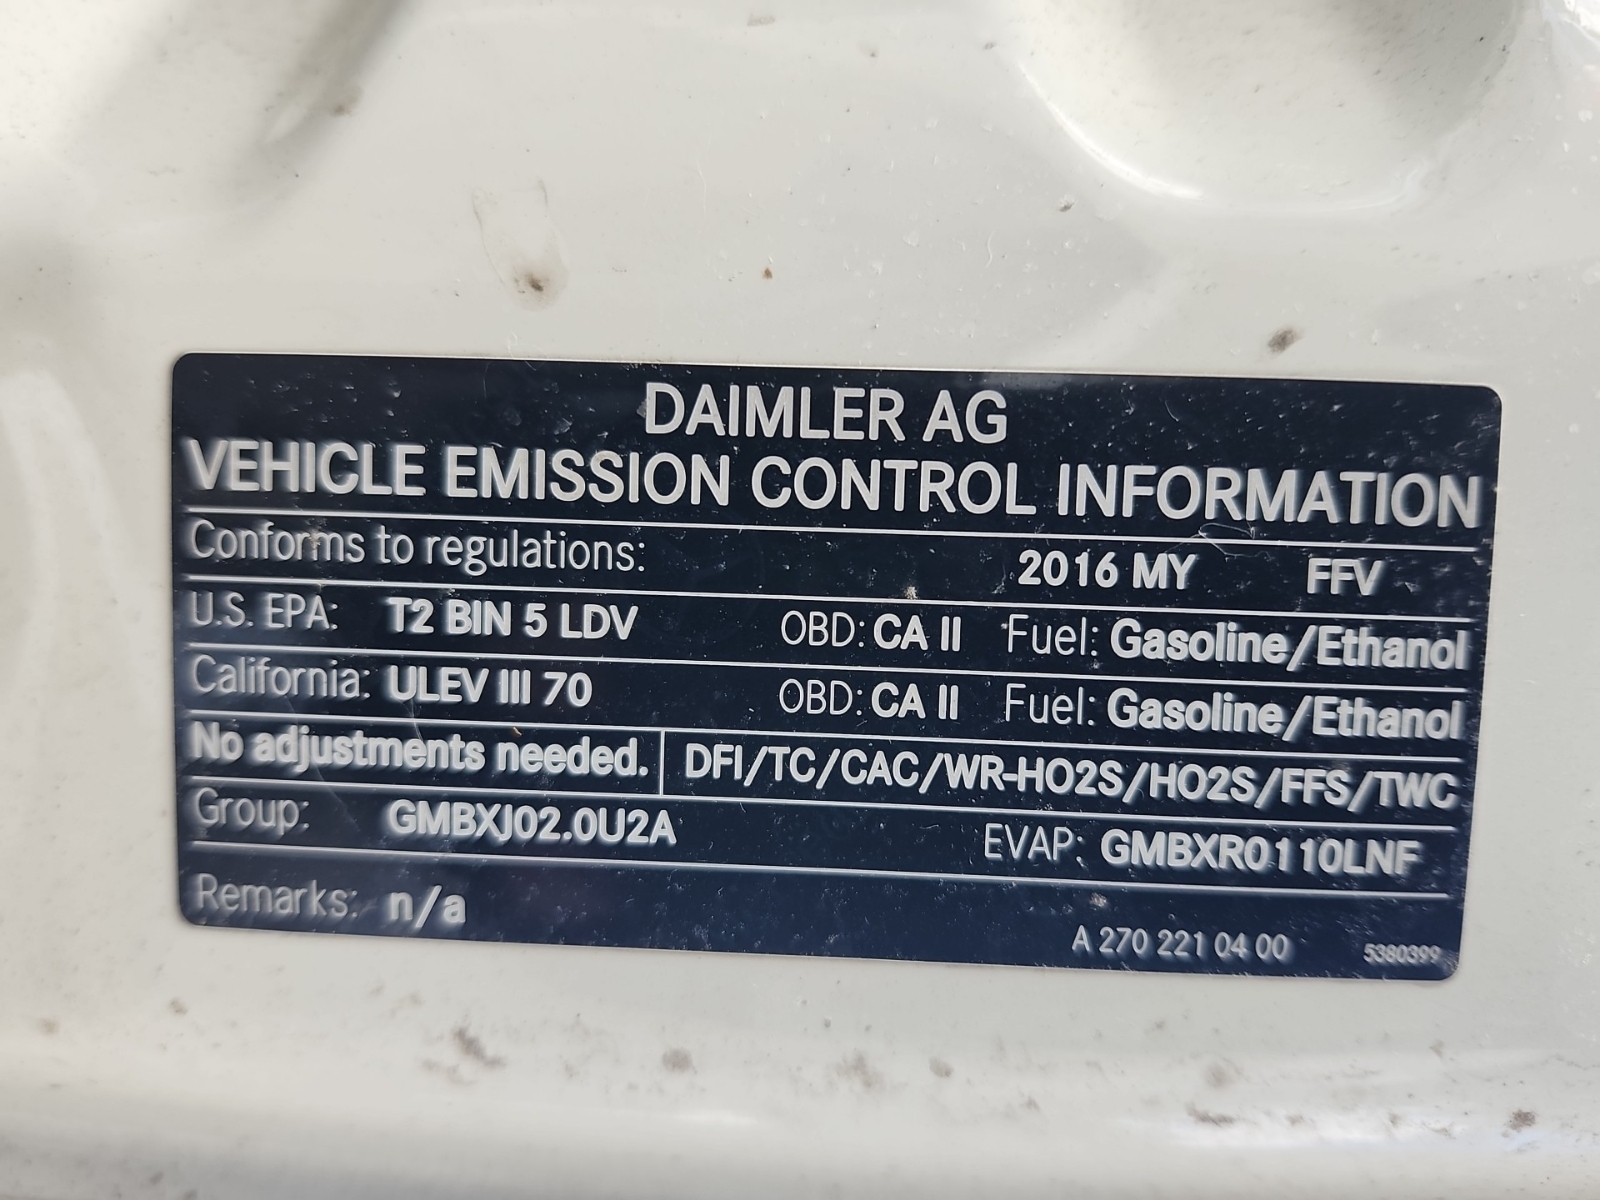 DAIMLER AG
VEHICLE EMISSION CONTROL INFORMATION
Conforms to regulations: 2016 MY FFV
U.S. EPA: T2 BIN 5 LDV OBD: CA II Fuel: Gasoline/Ethanol
California: ULEV III 70 OBD: CA II Fuel: Gasoline/Ethanol
No adjustments needed. DFI/TC/CAC/WR-HO2S/HO2S/FFS/TWC
Group: GMBXJ02.0U2A EVAP: GMBXR0110LNF
Remarks: n/a A 270 221 04 00 5380399